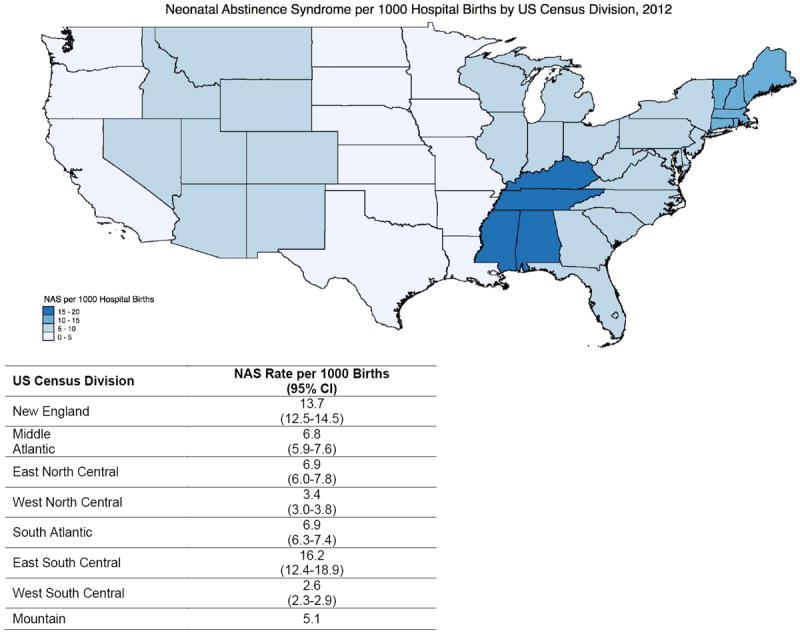 Neonatal Abstinence Syndrome per 1000 Hospital Births by US Census Division, 2012
NAS per 1000 Hospital Births
15 - 20
10 - 15
5 - 10
0 - 5
US Census Division
NAS Rate per 1000 Births
(95% CI)
New England
13.7
(12.5-14.5)
Middle
Atlantic
6.8
(5.9-7.6)
East North Central
6.9
(6.0-7.8)
West North Central
3.4
(3.0-3.8)
South Atlantic
6.9
(6.3-7.4)
East South Central
16.2
(12.4-18.9)
West South Central
2.6
(2.3-2.9)
Mountain
5.1